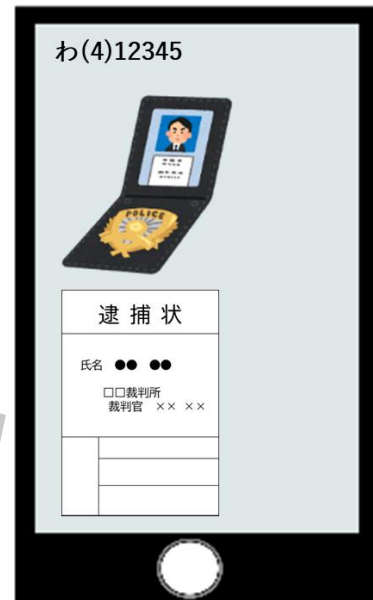 わ(4)12345
POLICE
逮 捕 状
氏名 ●● ●●
□□裁判所
裁判官 ×× ××